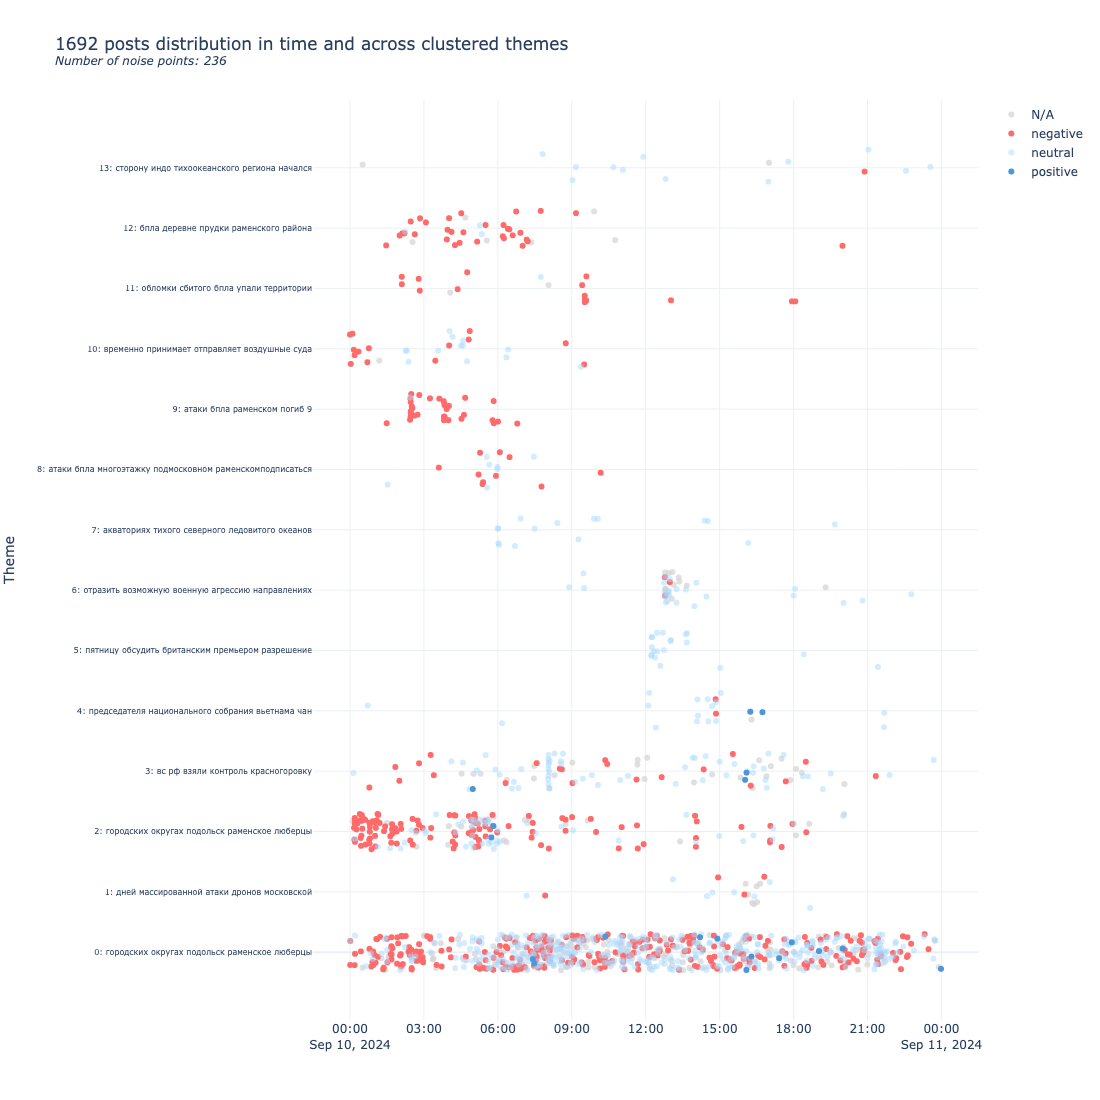 1692 posts distribution in time and across clustered themes
Number of noise points: 236
N/A
negative
neutral
positive
Theme
13: сторону индо тихоокеанского региона начался
12: бпла деревне прудки раменского района
11: обломки сбитого бпла упали территории
10: временно принимает отправляет воздушные суда
9: атаки бпла раменском погиб 9
8: атаки бпла многоэтажку подмосковном раменскомподписаться
7: акваториях тихого северного ледовитого океанов
6: отразить возможную военную агрессию направлениях
5: пятницу обсудить британским премьером разрешение
4: председателя национального собрания вьетнама чан
3: вс рф взяли контроль красногоровку
2: городских округах подольск раменское люберцы
1: дней массированной атаки дронов московской
0: городских округах подольск раменское люберцы
00:00 03:00 06:00 09:00 12:00 15:00 18:00 21:00 00:00
Sep 10, 2024 Sep 11, 2024